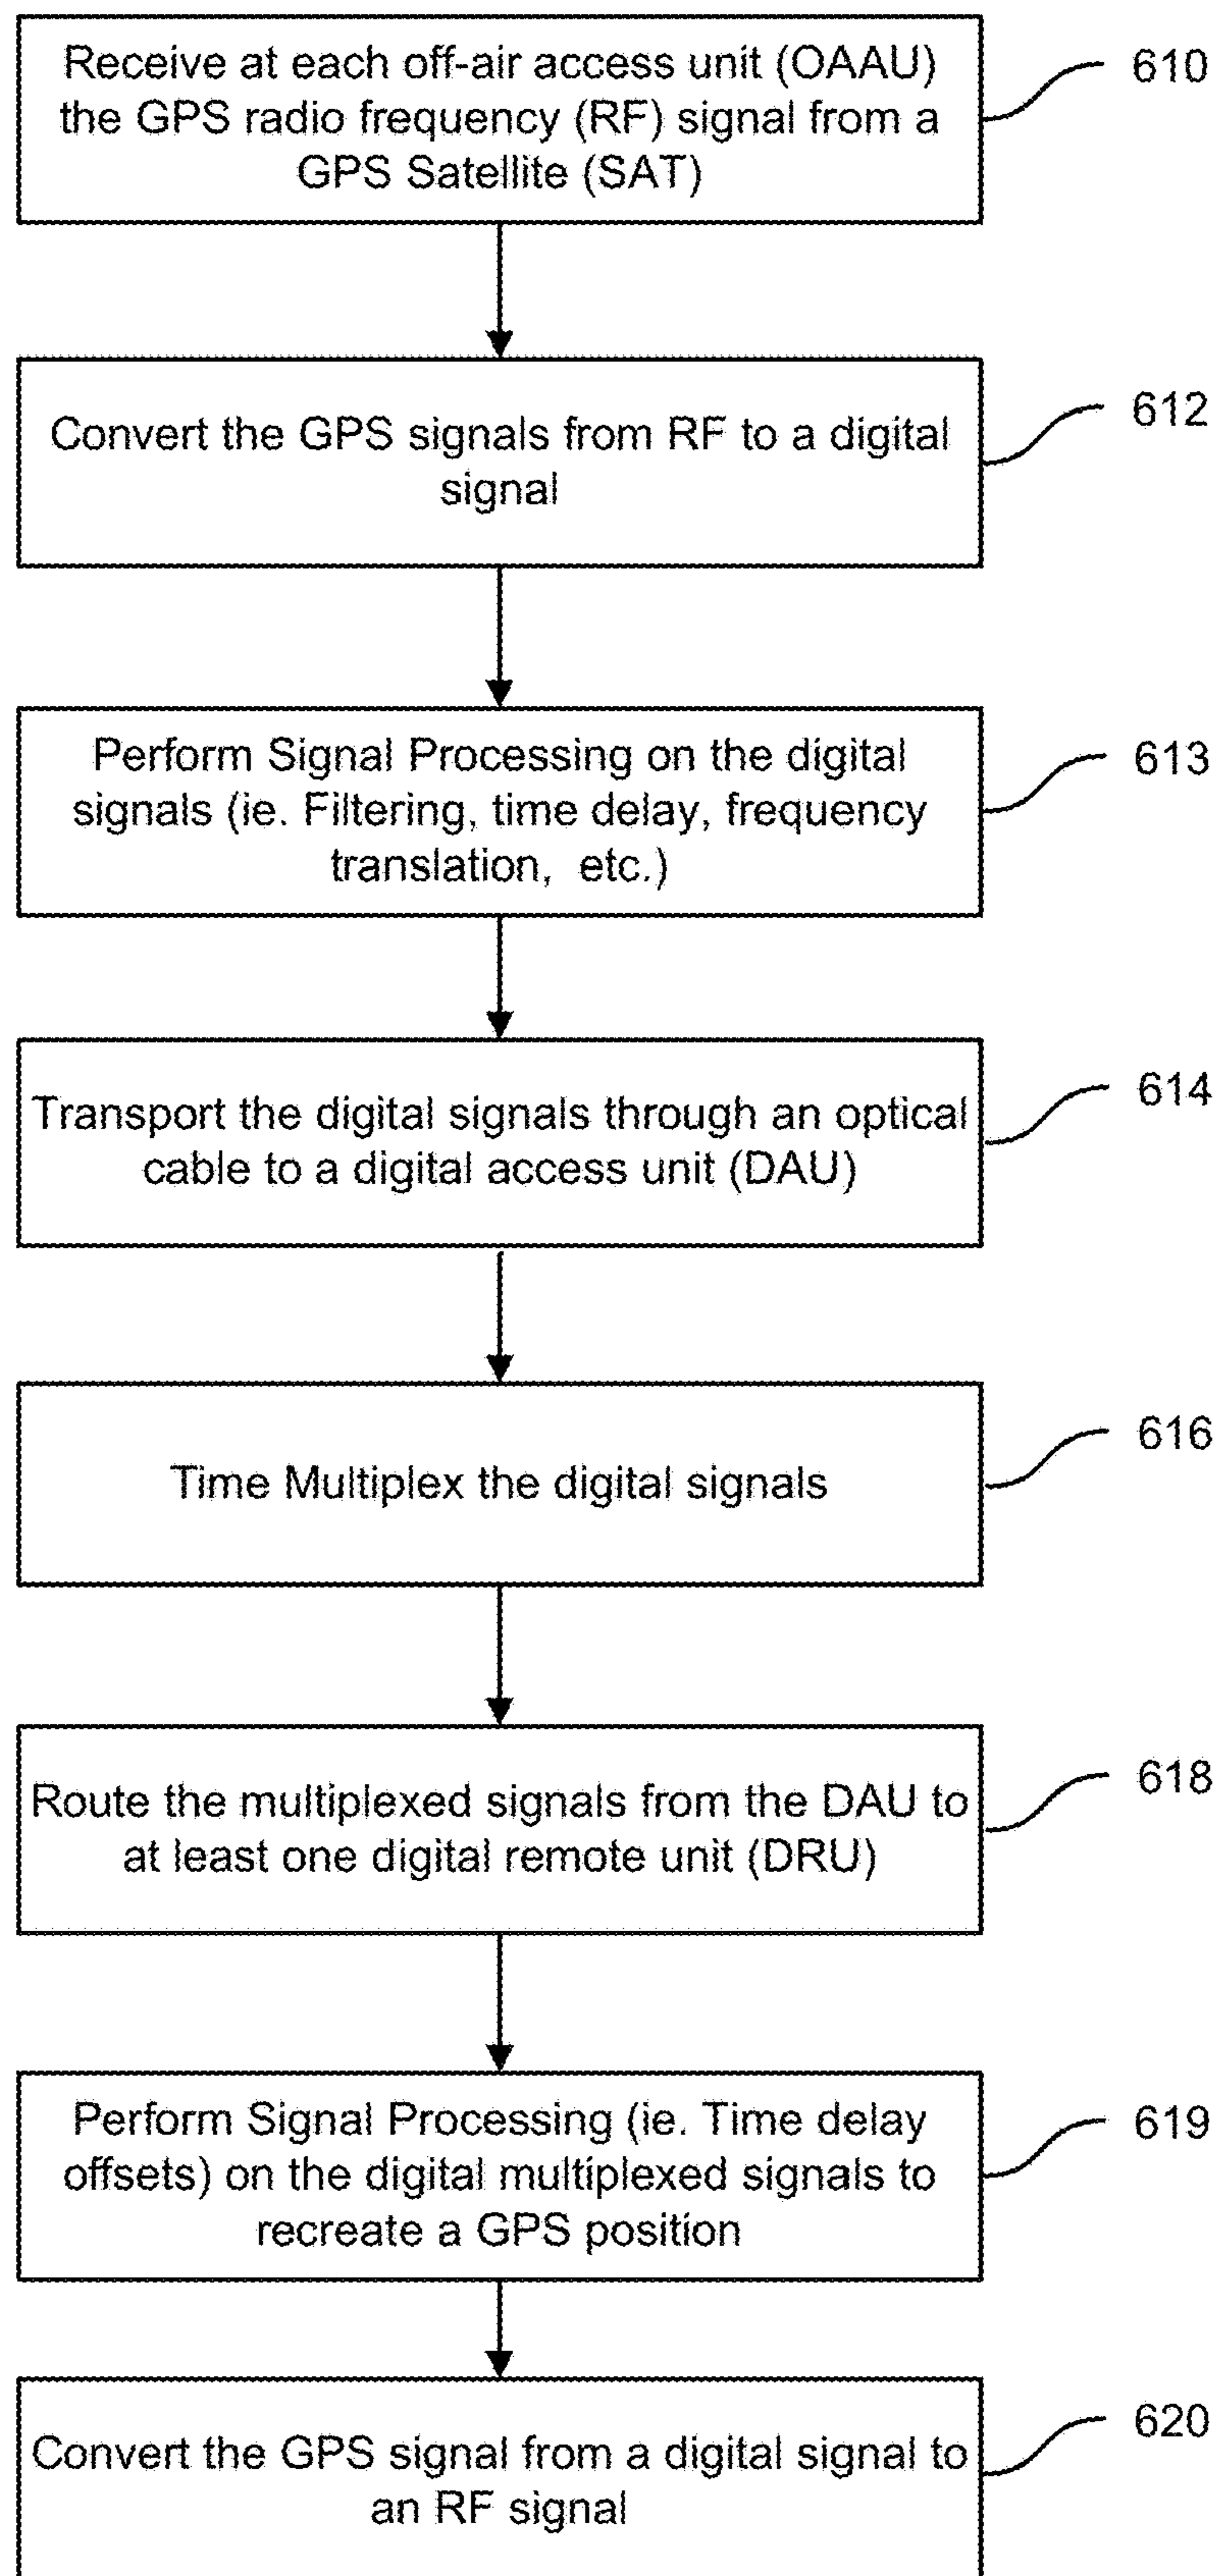 Receive at each off-air access unit (OAAU)
the GPS radio frequency (RF) signal from a
GPS Satellite (SAT)
610
Convert the GPS signals from RF to a digital
signal
612
Perform Signal Processing on the digital
signals (ie. Filtering, time delay, frequency
translation, etc.)
613
Transport the digital signals through an optical
cable to a digital access unit (DAU)
614
Time Multiplex the digital signals
616
Route the multiplexed signals from the DAU to
at least one digital remote unit (DRU)
618
Perform Signal Processing (ie. Time delay
offsets) on the digital multiplexed signals to
recreate a GPS position
619
Convert the GPS signal from a digital signal to
an RF signal
620